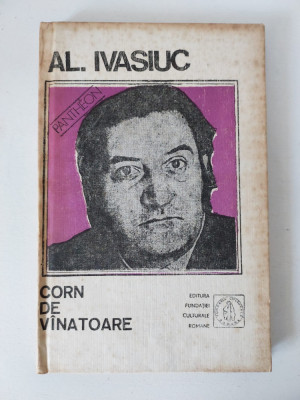 AL. IVASIUC
PANTHEON
CORN
DE
VÎNATOARE
EDITURA
FUNDAȚIEI
CULTURALE
ROMÂNE